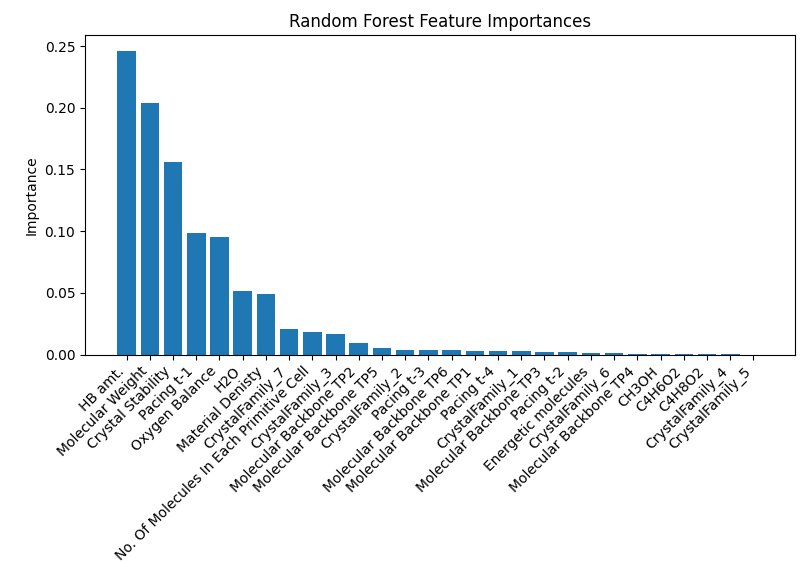 Random Forest Feature Importances
Importance
0.25
0.20
0.15
0.10
0.05
0.00
HB amt.
Molecular Weight
Crystal Stability
Pacing t-1
Oxygen Balance
H2O
Material Denisty
CrystalFamily_7
No. Of Molecules In Each Primitive Cell
CrystalFamily_3
Molecular Backbone TP2
Molecular Backbone TP5
CrystalFamily_2
Pacing t-3
Molecular Backbone TP6
Molecular Backbone TP1
Pacing t-4
CrystalFamily_1
Molecular Backbone TP3
Pacing t-2
Energetic molecules
CrystalFamily_6
Molecular Backbone TP4
CH3OH
C4H6O2
C4H8O2
CrystalFamily_4
CrystalFamily_5